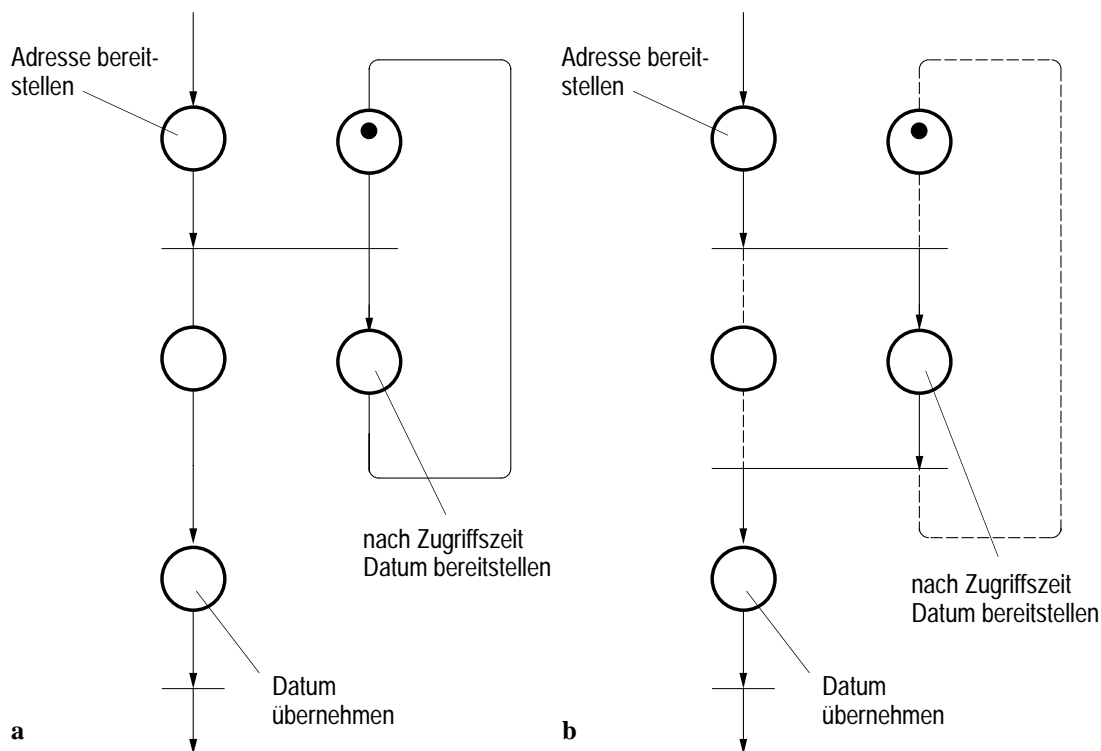 Adresse bereit-
stellen
nach Zugriffszeit
Datum bereitstellen
Datum
übernehmen
a
Adresse bereit-
stellen
nach Zugriffszeit
Datum bereitstellen
Datum
übernehmen
b